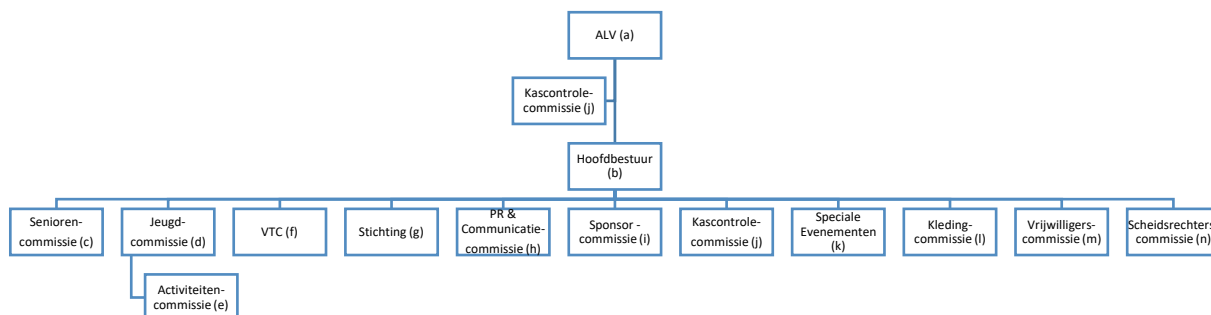 ALV (a)
Kascontrole-
commissie (j)
Hoofdbestuur
(b)
Senioren-
commissie (c)
Jeugd-
commissie (d)
VTC (f)
Stichting (g)
PR &
Communicatie-
commissie (h)
Sponsor -
commissie (i)
Kascontrole-
commissie (j)
Speciale
Evenementen
(k)
Kleding-
commissie (l)
Vrijwilligers-
commissie (m)
Scheidsrechters-
commissie (n)
Activiteiten-
commissie (e)